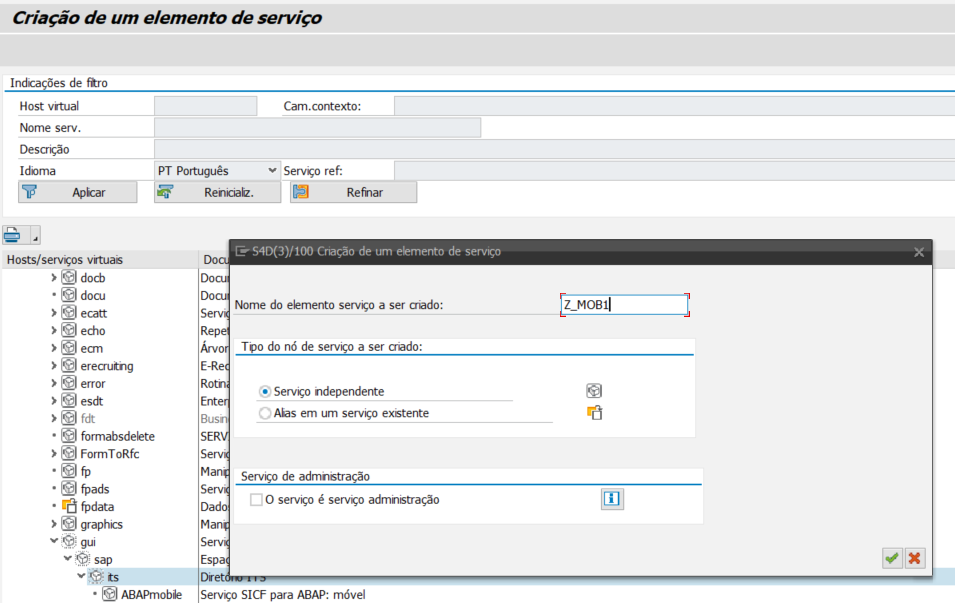 Criação de um elemento de serviço
Indicações de filtro
Host virtual
Cam.contexto:
Nome serv.
Descrição
Idioma PT Português Serviço ref:
Aplicar Reinicializ. Refinar
Hosts/serviços virtuais Docu
docb Docu
docu Docu
ecatt Serviç
echo Repet
ecm Árvor
erecruiting E-Rec
error Rotina
esdt Enter
fdt Busin
formabsdelete SERV
FormToRfc Serviç
fp Manip
fpads Serviç
fpdata Dados
graphics Manip
gui Serviç
sap Espaç
its Diretório ITS
ABAPmobile Serviço SICF para ABAP: móvel
S4D(3)/100 Criação de um elemento de serviço
Nome do elemento serviço a ser criado: Z_MOB1
Tipo do nó de serviço a ser criado:
Serviço independente
Alias em um serviço existente
Serviço de administração
O serviço é serviço administração